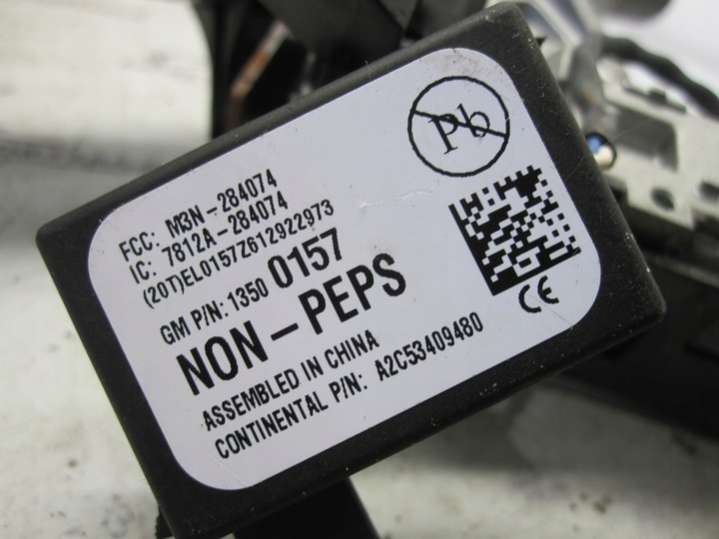 Pb
FCC: M3N-284074
IC: 7812A-284074
(20T)EL0157Z612922973
GM P/N: 1350 0157
NON-PEPS
CE
ASSEMBLED IN CHINA
CONTINENTAL P/N: A2C53409480